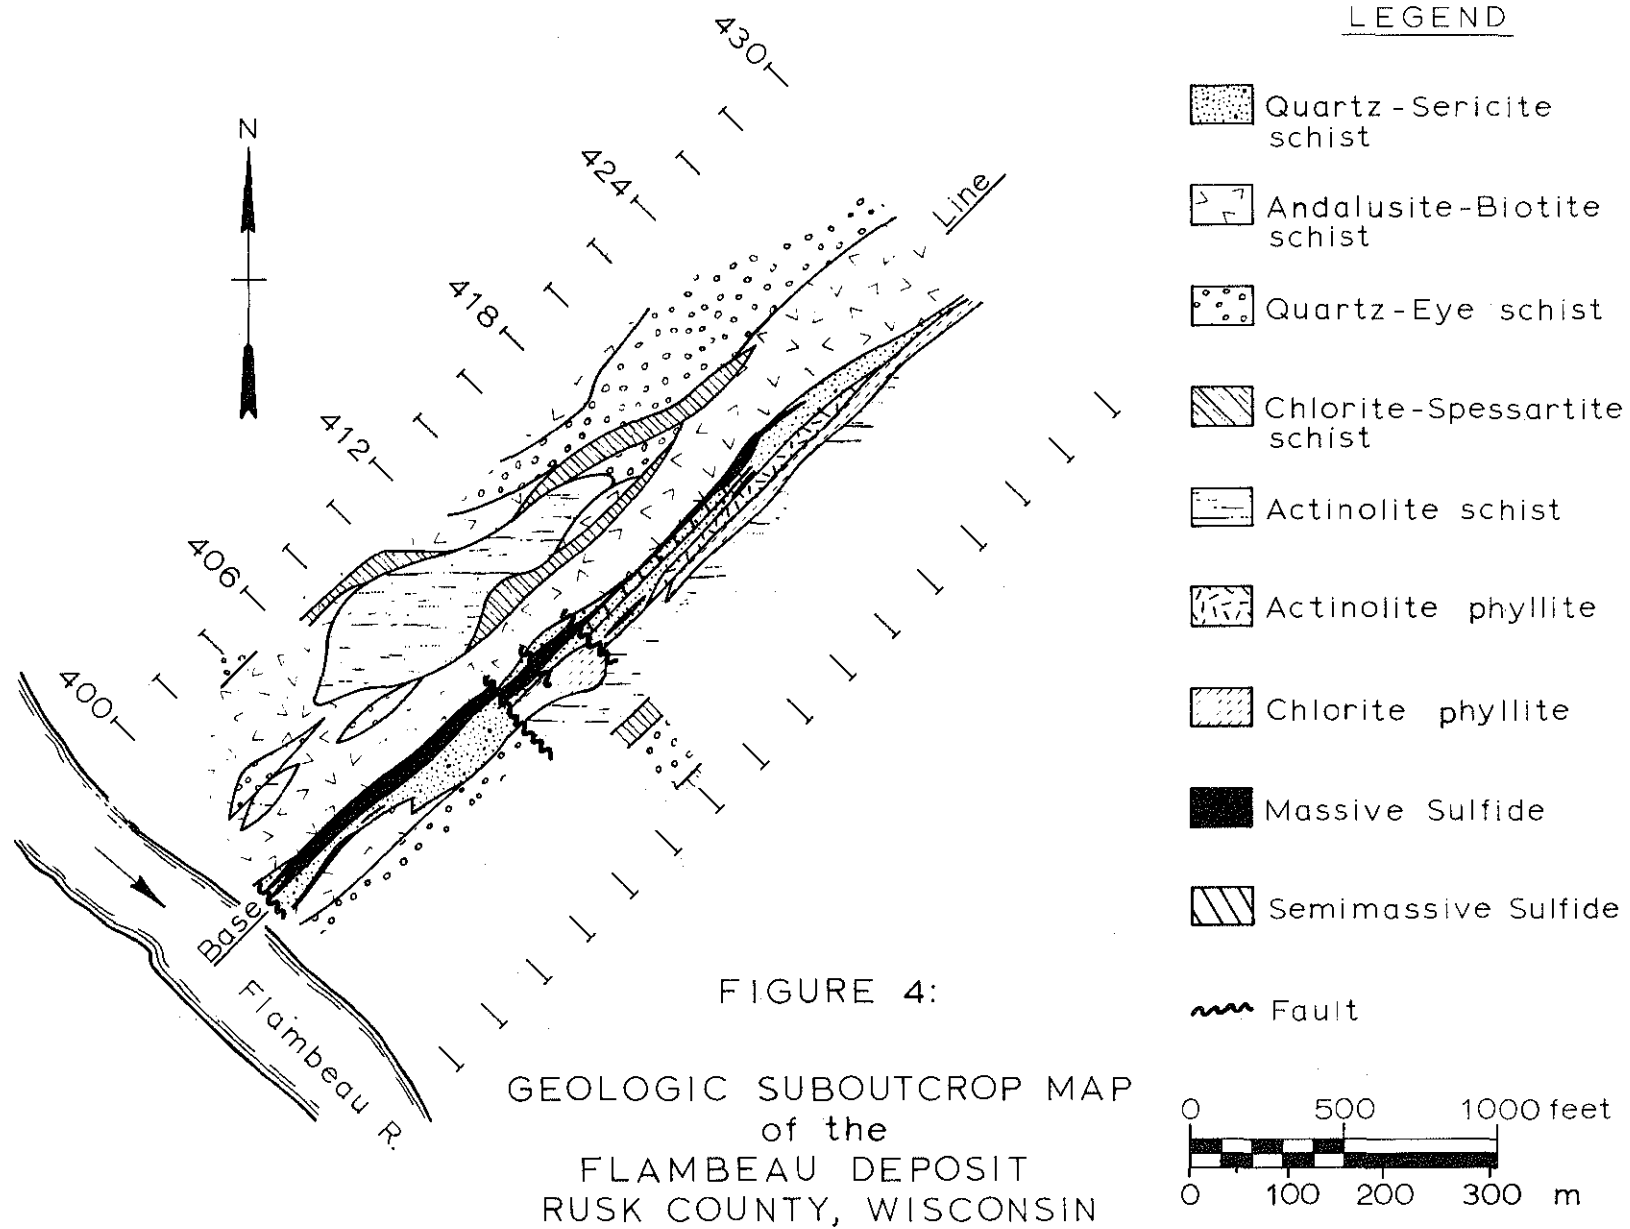 N
430
424
418
412
406
400
Line
Base
Flambeau R.
LEGEND
Quartz-Sericite
schist
Andalusite-Biotite
schist
Quartz-Eye schist
Chlorite-Spessartite
schist
Actinolite schist
Actinolite phyllite
Chlorite phyllite
Massive Sulfide
Semimassive Sulfide
Fault
0 500 1000 feet
0 100 200 300 m
FIGURE 4:
GEOLOGIC SUBOUTCROP MAP
of the
FLAMBEAU DEPOSIT
RUSK COUNTY, WISCONSIN